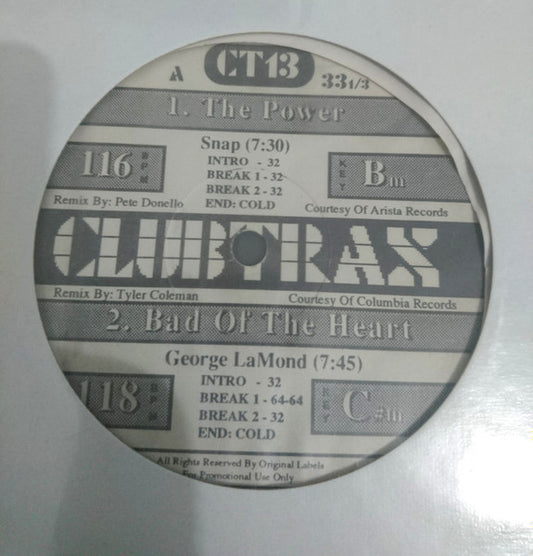 A CT13 33 1/3
1. The Power
Snap (7:30)
116 BPM
INTRO - 32
BREAK 1 - 32
BREAK 2 - 32
END: COLD
KEY Bm
Remix By: Pete Donello
Courtesy Of Arista Records
CLUBTRAX
Remix By: Tyler Coleman
Courtesy Of Columbia Records
2. Bad Of The Heart
George LaMond (7:45)
118 BPM
INTRO - 32
BREAK 1 - 64-64
BREAK 2 - 32
END: COLD
KEY C#m
All Rights Reserved By Original Labels
For Promotional Use Only